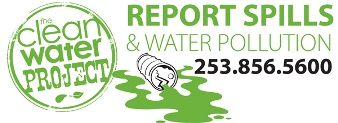 the
clean
water
PROJECT
REPORT SPILLS
& WATER POLLUTION
253.856.5600